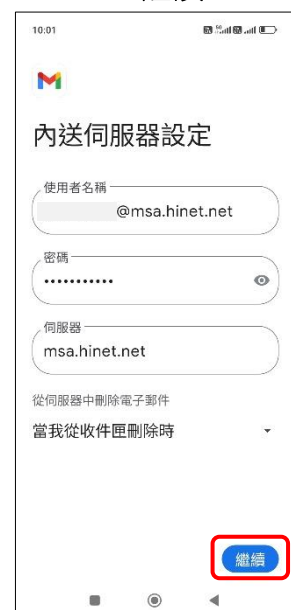 10:01
內送伺服器設定
使用者名稱
@msa.hinet.net
密碼
伺服器
msa.hinet.net
從伺服器中刪除電子郵件
當我從收件匣刪除時
繼續